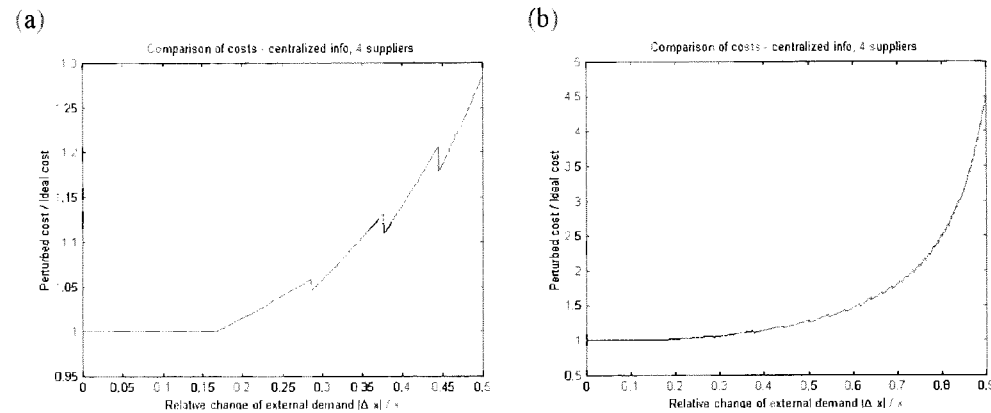 (a)
Comparison of costs - centralized info, 4 suppliers
1.3
1.25
1.2
1.15
1.1
1.05
1
0.95
Perturbed cost / Ideal cost
0 0.05 0.1 0.15 0.2 0.25 0.3 0.35 0.4 0.45 0.5
Relative change of external demand |Δ x| / x
(b)
Comparison of costs - centralized info, 4 suppliers
5
4.5
4
3.5
3
2.5
2
1.5
1
0.5
Perturbed cost / Ideal cost
0 0.1 0.2 0.3 0.4 0.5 0.6 0.7 0.8 0.9
Relative change of external demand |Δ x| / x